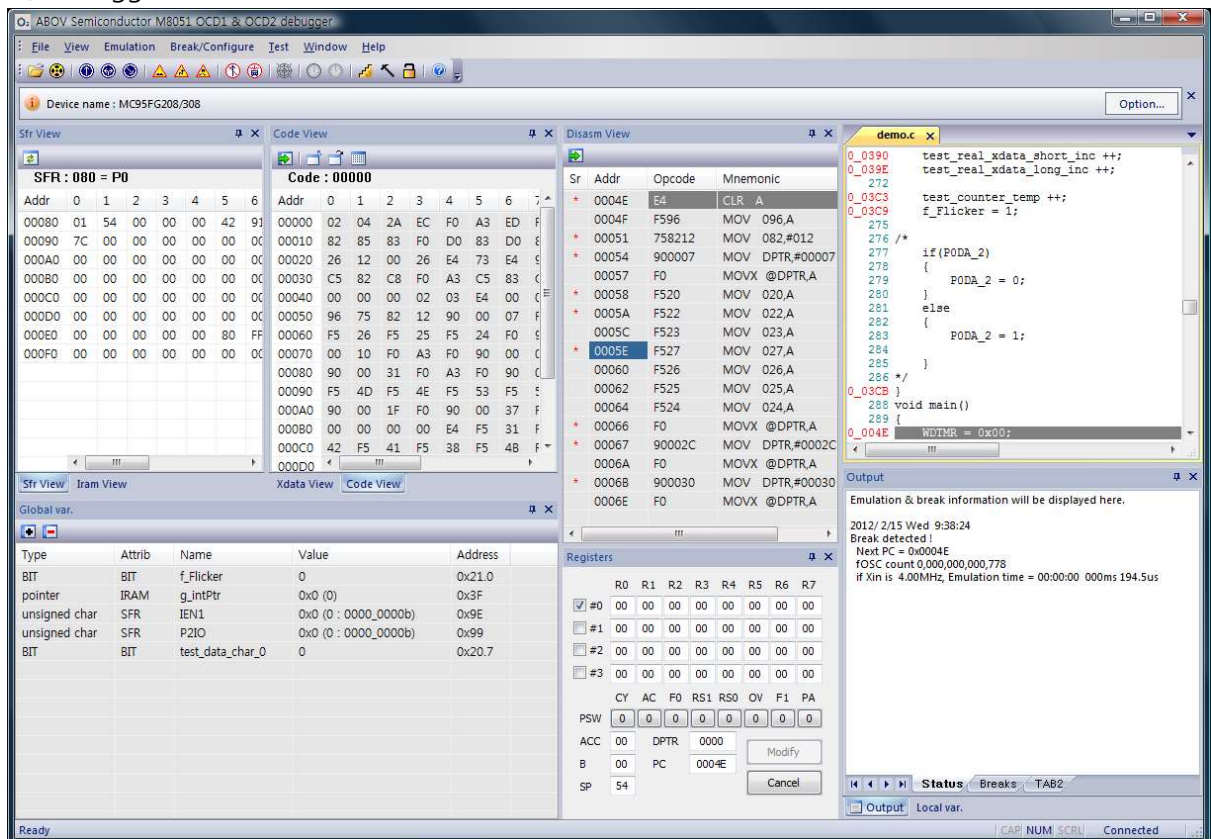 ABOV Semiconductor M8051 OCD1 & OCD2 debugger
File View Emulation Break/Configure Test Window Help
Device name : MC95FG208/308
Option...
Sfr View
SFR : 080 = P0
Addr 0 1 2 3 4 5 6
00080 01 54 00 00 00 42 91
00090 7C 00 00 00 00 00
000A0 00 00 00 00 00 00
000B0 00 00 00 00 00 00
000C0 00 00 00 00 00 00
000D0 00 00 00 00 00 00
000E0 00 00 00 00 00 80 FF
000F0 00 00 00 00 00 00
Sfr View Iram View
Code View
Code : 00000
Addr 0 1 2 3 4 5 6 7
00000 02 04 2A EC F0 A3 ED
00010 82 85 83 F0 D0 83 D0
00020 26 12 00 26 E4 73 E4
00030 C5 82 C8 F0 A3 C5 83
00040 00 00 00 02 03 E4 00
00050 96 75 82 12 90 00 07
00060 F5 26 F5 25 F5 24 F0
00070 00 10 F0 A3 F0 90 00
00080 90 00 31 F0 A3 F0 90
00090 F5 4D F5 4E F5 53 F5
000A0 90 00 1F F0 90 00 37
000B0 00 00 00 00 E4 F5 31
000C0 42 F5 41 F5 38 F5 4B
000D0
Xdata View Code View
Disasm View
Sr Addr Opcode Mnemonic
* 0004E E4 CLR A
0004F F596 MOV 096,A
* 00051 758212 MOV 082,#012
* 00054 900007 MOV DPTR,#00007
00057 F0 MOVX @DPTR,A
* 00058 F520 MOV 020,A
* 0005A F522 MOV 022,A
0005C F523 MOV 023,A
* 0005E F527 MOV 027,A
00060 F526 MOV 026,A
00062 F525 MOV 025,A
00064 F524 MOV 024,A
* 00066 F0 MOVX @DPTR,A
* 00067 90002C MOV DPTR,#0002C
0006A F0 MOVX @DPTR,A
* 0006B 900030 MOV DPTR,#00030
0006E F0 MOVX @DPTR,A
demo.c
0_0390 test_real_xdata_short_inc ++;
0_039E test_real_xdata_long_inc ++;
272
0_03C3 test_counter_temp ++;
0_03C9 f_Flicker = 1;
275
276 /*
277 if(PODA_2)
278 {
279 PODA_2 = 0;
280 }
281 else
282 {
283 PODA_2 = 1;
284
285 }
286 */
0_03CB }
288 void main()
289 {
0_004E WDTMR = 0x00;
Global var.
Type Attrib Name Value Address
BIT BIT f_Flicker 0 0x21.0
pointer IRAM g_intPtr 0x0 (0) 0x3F
unsigned char SFR IEN1 0x0 (0 : 0000_0000b) 0x9E
unsigned char SFR P2IO 0x0 (0 : 0000_0000b) 0x99
BIT BIT test_data_char_0 0 0x20.7
Registers
R0 R1 R2 R3 R4 R5 R6 R7
#0 00 00 00 00 00 00 00 00
#1 00 00 00 00 00 00 00 00
#2 00 00 00 00 00 00 00 00
#3 00 00 00 00 00 00 00 00
CY AC F0 RS1 RS0 OV F1 PA
PSW 0 0 0 0 0 0 0 0
ACC 00 DPTR 0000
Modify
B 00 PC 0004E
SP 54 Cancel
Output
Emulation & break information will be displayed here.
2012/ 2/15 Wed 9:38:24
Break detected !
Next PC = 0x0004E
fOSC count 0,000,000,000,778
if Xin is 4.00MHz, Emulation time = 00:00:00 000ms 194.5us
Status Breaks TAB2
Output Local var.
Ready
CAP NUM SCRL Connected